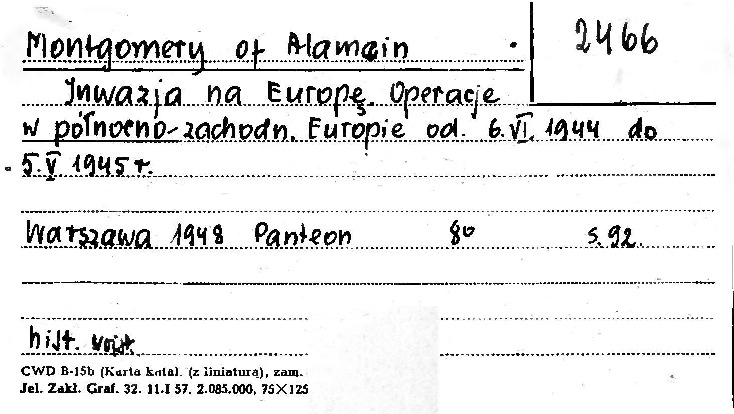 Montgomery of Alamein
2466
Inwazja na Europę. Operacje
w północno-zachodn. Europie od. 6.VI. 1944 do
5.V 1945 r.
Warszawa 1948 Panteon 8° s. 92.
hist. wojsk.
CWD B-15b (Karta katal. (z liniaturą), zam.
Jel. Zakł. Graf. 32. 11.I 57. 2.085.000, 75×125